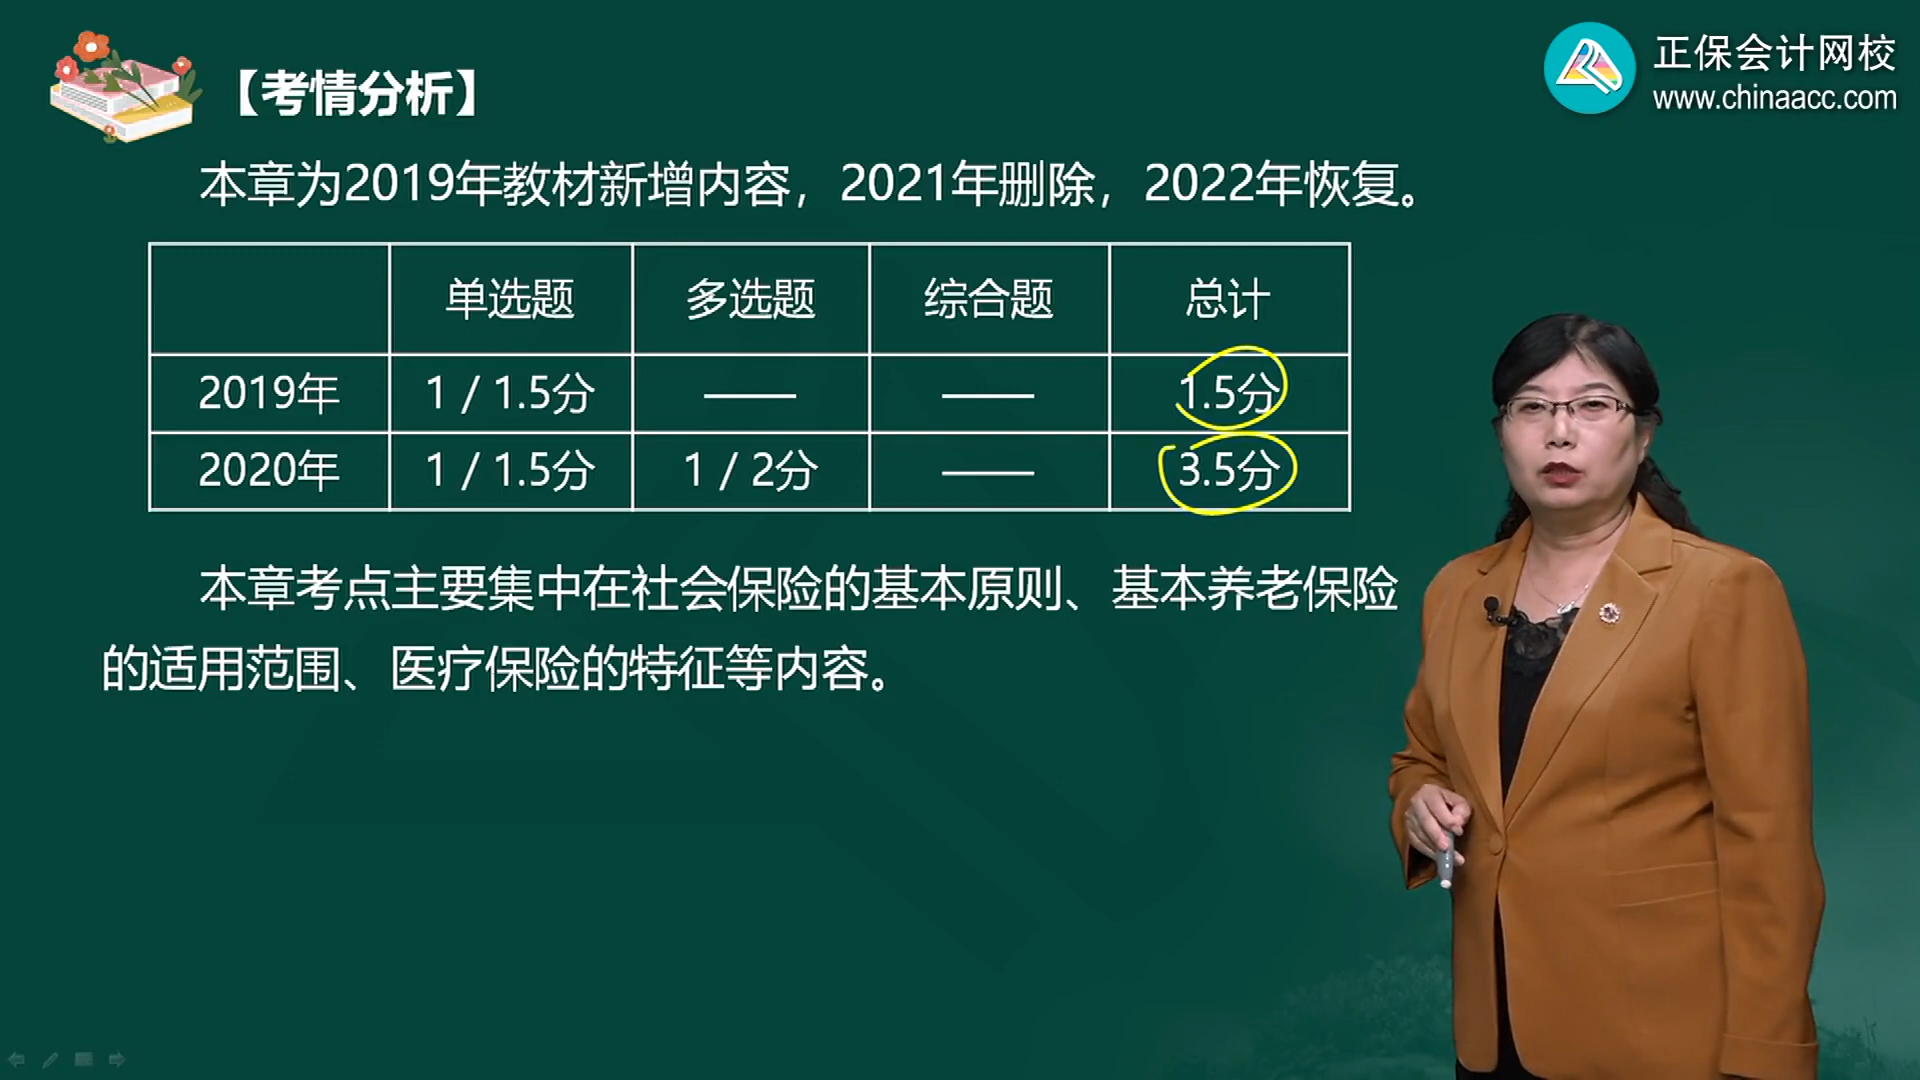 正保会计网校
www.chinaacc.com
【考情分析】
本章为2019年教材新增内容，2021年删除，2022年恢复。
单选题 多选题 综合题 总计
2019年 1 / 1.5分 —— —— 1.5分
2020年 1 / 1.5分 1 / 2分 —— 3.5分
本章考点主要集中在社会保险的基本原则、基本养老保险
的适用范围、医疗保险的特征等内容。